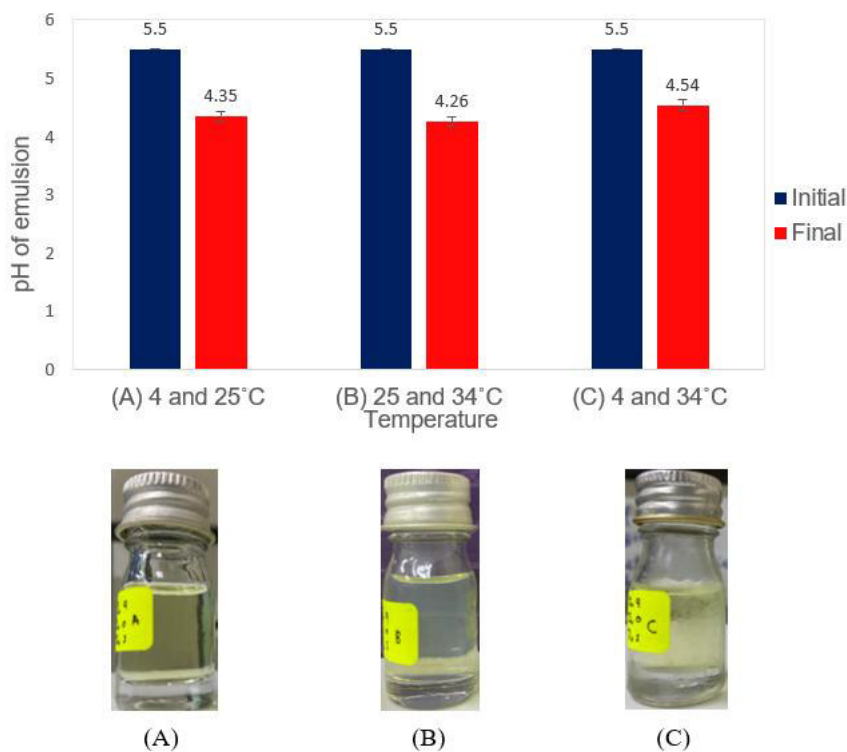 6
5.5
5.5
5.5
5
4.35
4.26
4.54
4
3
2
1
0
pH of emulsion
Initial
Final
(A) 4 and 25°C
(B) 25 and 34°C
(C) 4 and 34°C
Temperature
A
B
C
(A)
(B)
(C)